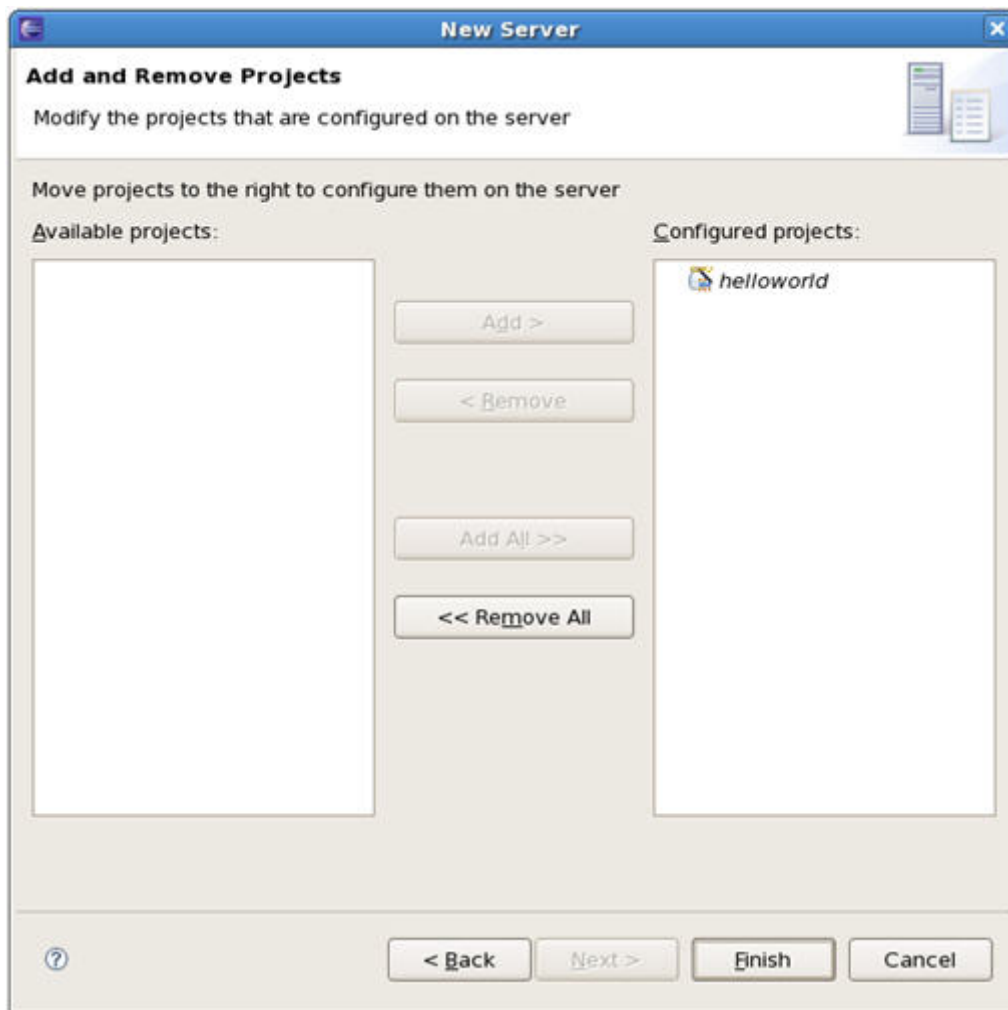 New Server
Add and Remove Projects
Modify the projects that are configured on the server
Move projects to the right to configure them on the server
Available projects:
Configured projects:
helloworld
Add >
< Remove
Add All >>
<< Remove All
< Back
Next >
Finish
Cancel